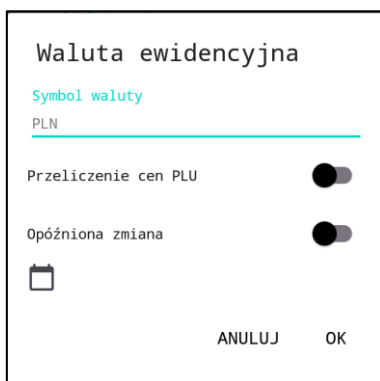 Waluta ewidencyjna
Symbol waluty
PLN
Przeliczenie cen PLU
Opóźniona zmiana
ANULUJ OK